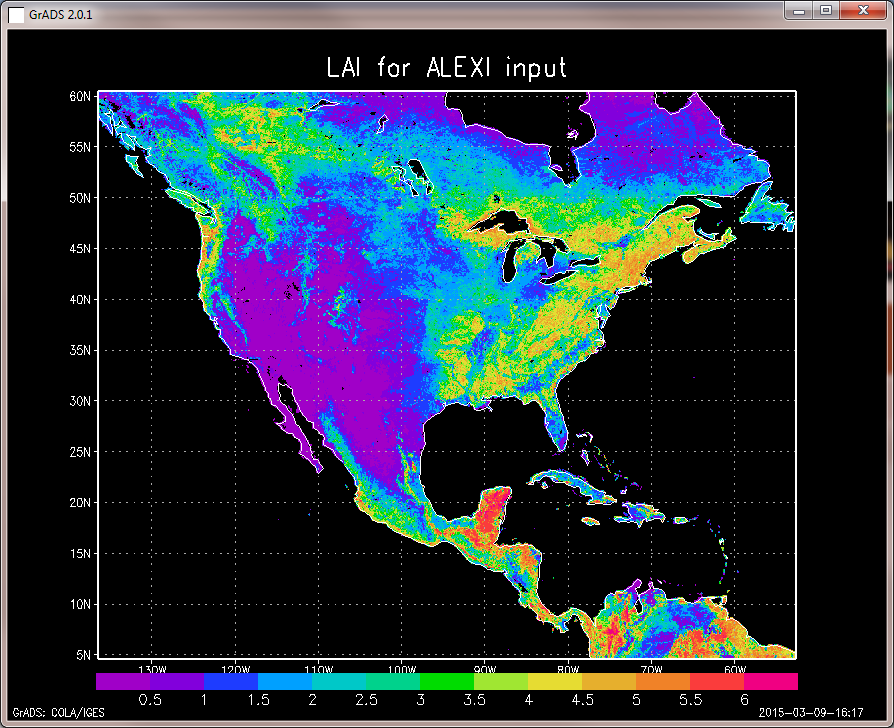 GrADS 2.0.1
LAI for ALEXI input
60N
55N
50N
45N
40N
35N
30N
25N
20N
15N
10N
5N
130W 120W 110W 100W 90W 80W 70W 60W
0.5 1 1.5 2 2.5 3 3.5 4 4.5 5 5.5 6
GrADS: COLA/IGES 2015-03-09-16:17